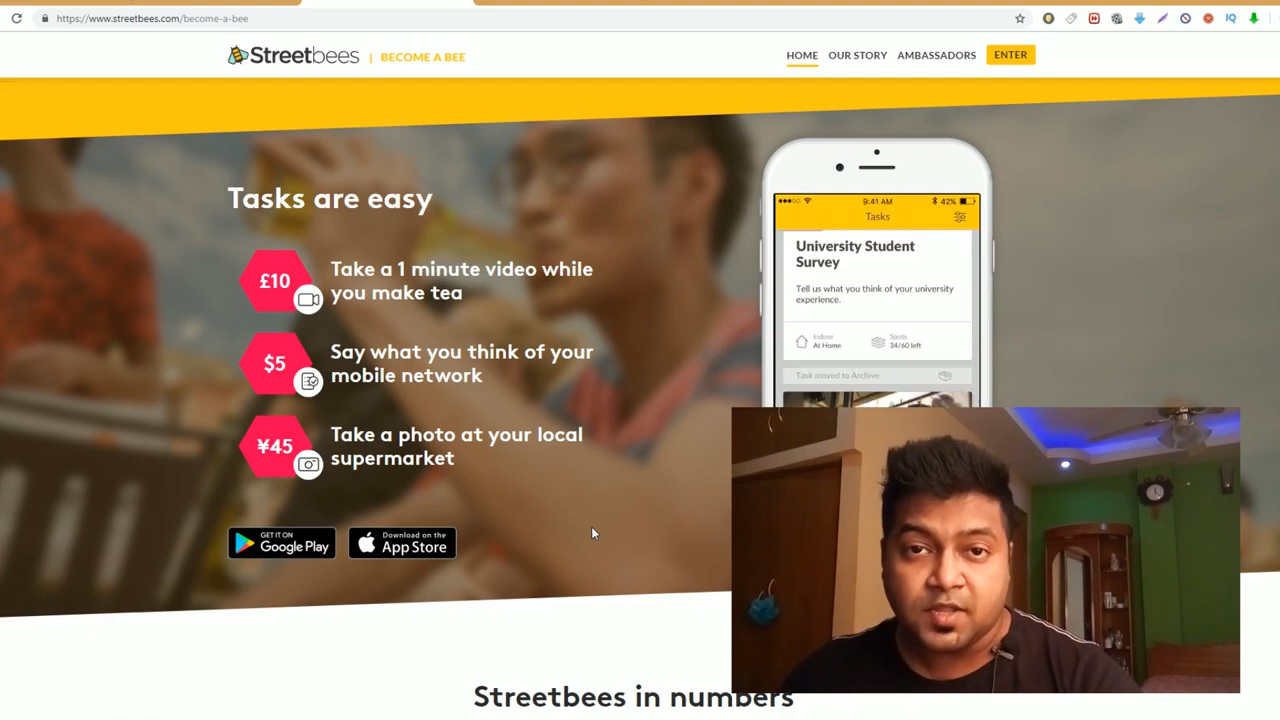 https://www.streetbees.com/become-a-bee
IQ
Streetbees | BECOME A BEE
HOME OUR STORY AMBASSADORS ENTER
Tasks are easy
£10
Take a 1 minute video while
you make tea
$5
Say what you think of your
mobile network
¥45
Take a photo at your local
supermarket
GET IT ON
Google Play
Download on the
App Store
9:41 AM 42%
Tasks
University Student
Survey
Tell us what you think of your university
experience.
Indoor
At Home
Spots
34/60 left
Task moved to Archive
Streetbees in numbers